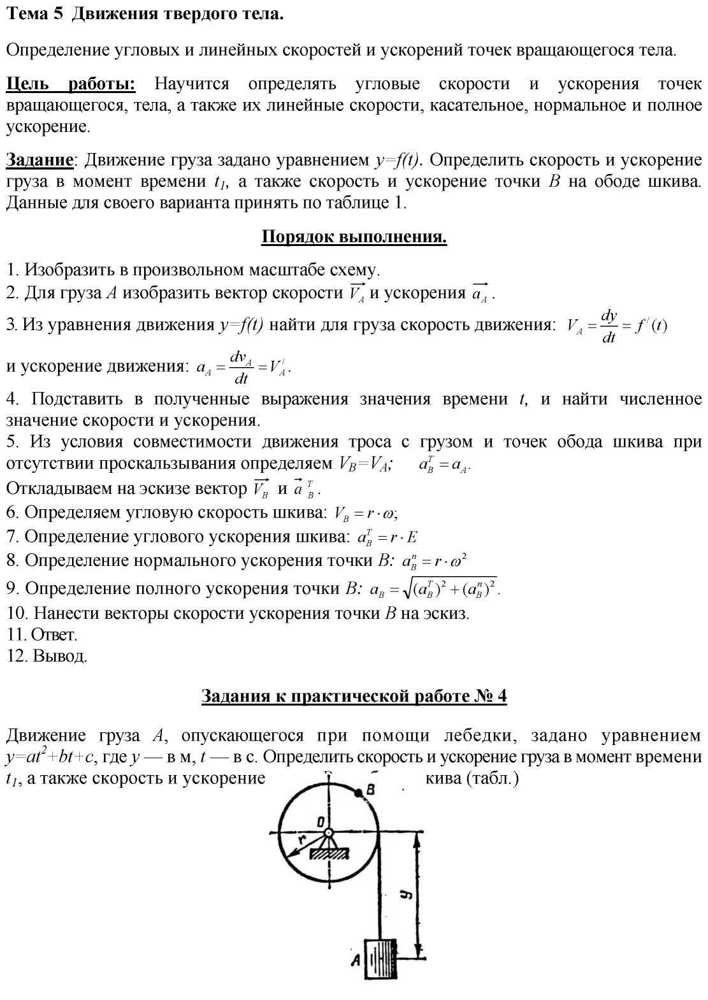 Тема 5  Движения твердого тела.
Определение угловых и линейных скоростей и ускорений точек вращающегося тела.
Цель работы: Научится определять угловые скорости и ускорения точек
вращающегося, тела, а также их линейные скорости, касательное, нормальное и полное
ускорение.
Задание: Движение груза задано уравнением y=f(t). Определить скорость и ускорение
груза в момент времени t₁, а также скорость и ускорение точки B на ободе шкива.
Данные для своего варианта принять по таблице 1.
Порядок выполнения.
1. Изобразить в произвольном масштабе схему.
2. Для груза A изобразить вектор скорости $\overrightarrow{V_A}$ и ускорения $\overrightarrow{a_A}$ .
3. Из уравнения движения y=f(t) найти для груза скорость движения: $V_A = \frac{dy}{dt} = f^{/}(t)$
и ускорение движения: $a_A = \frac{dv_A}{dt} = V_A^{/}$.
4. Подставить в полученные выражения значения времени t, и найти численное
значение скорости и ускорения.
5. Из условия совместимости движения троса с грузом и точек обода шкива при
отсутствии проскальзывания определяем $V_B=V_A$; $a_B^T = a_A$.
Откладываем на эскизе вектор $\overrightarrow{V_B}$ и $\overrightarrow{a}_B^T$.
6. Определяем угловую скорость шкива: $V_B = r \cdot \omega$;
7. Определение углового ускорения шкива: $a_B^T = r \cdot E$
8. Определение нормального ускорения точки B: $a_B^n = r \cdot \omega^2$
9. Определение полного ускорения точки B: $a_B = \sqrt{(a_B^T)^2 + (a_B^n)^2}$.
10. Нанести векторы скорости ускорения точки B на эскиз.
11. Ответ.
12. Вывод.
Задания к практической работе № 4
Движение груза A, опускающегося при помощи лебедки, задано уравнением
y=at²+bt+c, где y — в м, t — в с. Определить скорость и ускорение груза в момент времени
t₁, а также скорость и ускорение кива (табл.)
B
O
r
y
A